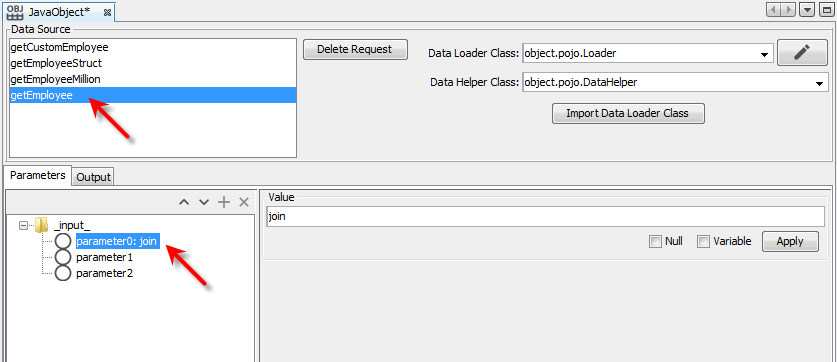 OBJ
JavaObject*
Data Source
getCustomEmployee
getEmployeeStruct
getEmployeeMillion
getEmployee
Delete Request
Data Loader Class: object.pojo.Loader
Data Helper Class: object.pojo.DataHelper
Import Data Loader Class
Parameters Output
_input_
parameter0: join
parameter1
parameter2
Value
join
Null Variable Apply